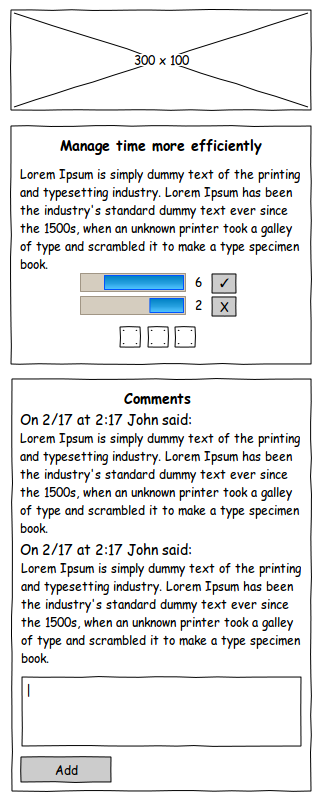 300 x 100
Manage time more efficiently
Lorem Ipsum is simply dummy text of the printing
and typesetting industry. Lorem Ipsum has been
the industry's standard dummy text ever since
the 1500s, when an unknown printer took a galley
of type and scrambled it to make a type specimen
book.
6 ✓
2 X
Comments
On 2/17 at 2:17 John said:
Lorem Ipsum is simply dummy text of the printing
and typesetting industry. Lorem Ipsum has been
the industry's standard dummy text ever since
the 1500s, when an unknown printer took a galley
of type and scrambled it to make a type specimen
book.
On 2/17 at 2:17 John said:
Lorem Ipsum is simply dummy text of the printing
and typesetting industry. Lorem Ipsum has been
the industry's standard dummy text ever since
the 1500s, when an unknown printer took a galley
of type and scrambled it to make a type specimen
book.
Add